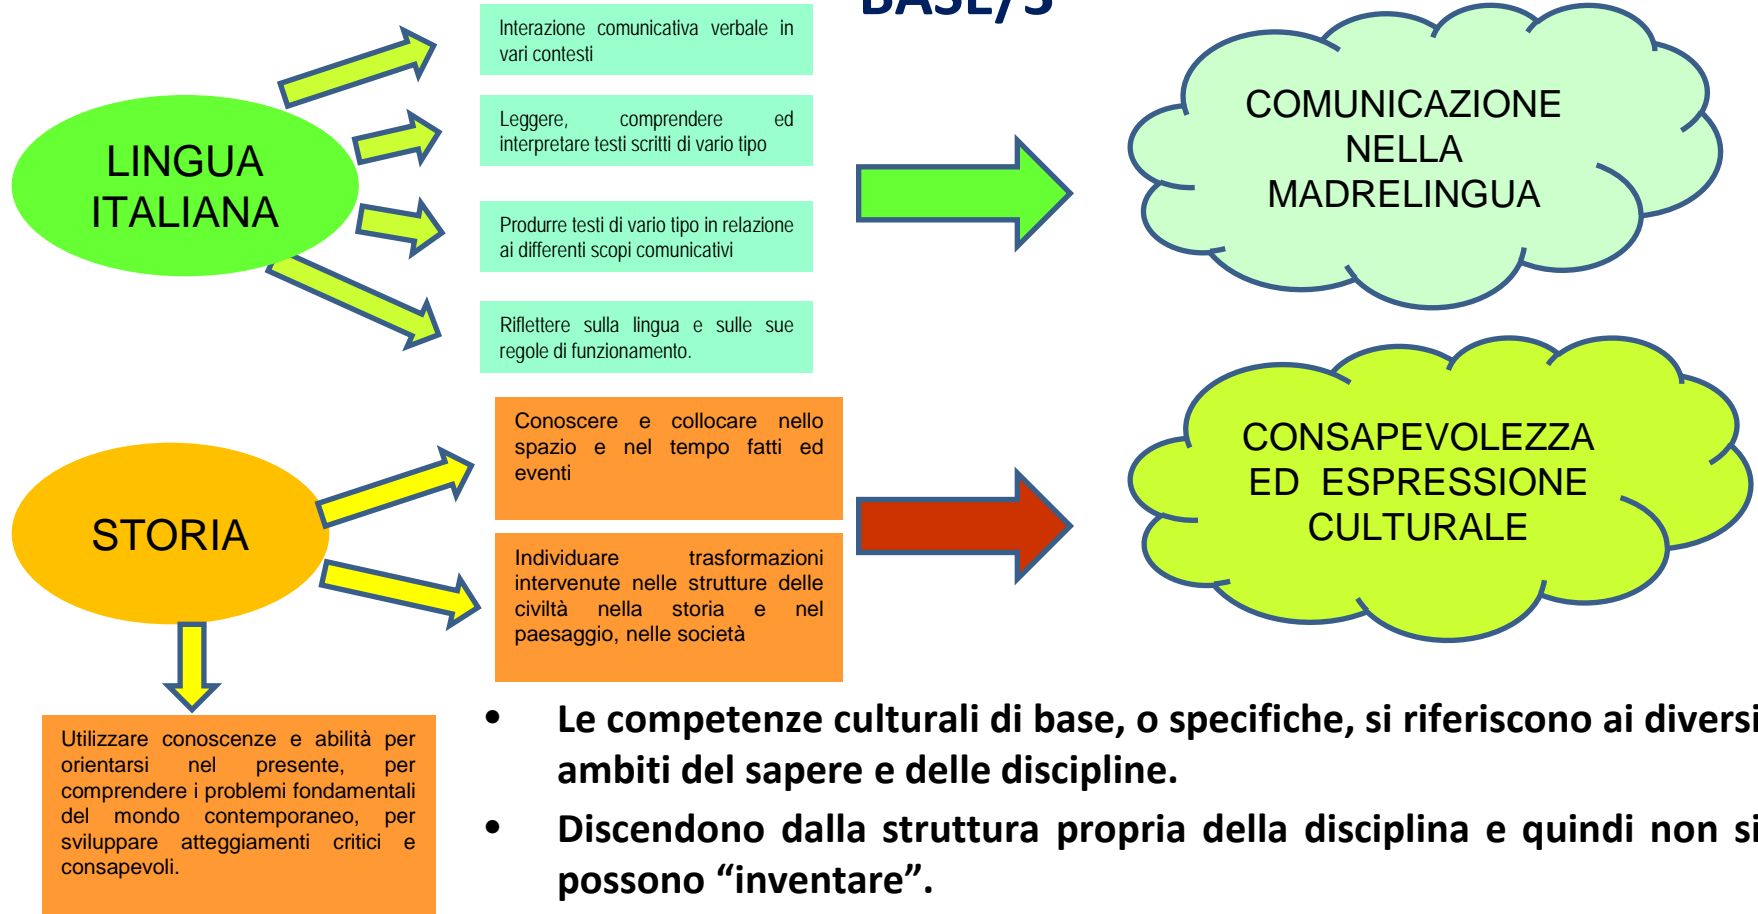 BASE/S
Interazione comunicativa verbale in
vari contesti
Leggere, comprendere ed
interpretare testi scritti di vario tipo
Produrre testi di vario tipo in relazione
ai differenti scopi comunicativi
Riflettere sulla lingua e sulle sue
regole di funzionamento.
LINGUA
ITALIANA
COMUNICAZIONE
NELLA
MADRELINGUA
Conoscere e collocare nello
spazio e nel tempo fatti ed
eventi
Individuare trasformazioni
intervenute nelle strutture delle
civiltà nella storia e nel
paesaggio, nelle società
STORIA
CONSAPEVOLEZZA
ED ESPRESSIONE
CULTURALE
Utilizzare conoscenze e abilità per
orientarsi nel presente, per
comprendere i problemi fondamentali
del mondo contemporaneo, per
sviluppare atteggiamenti critici e
consapevoli.
• Le competenze culturali di base, o specifiche, si riferiscono ai diversi
ambiti del sapere e delle discipline.
• Discendono dalla struttura propria della disciplina e quindi non si
possono “inventare”.